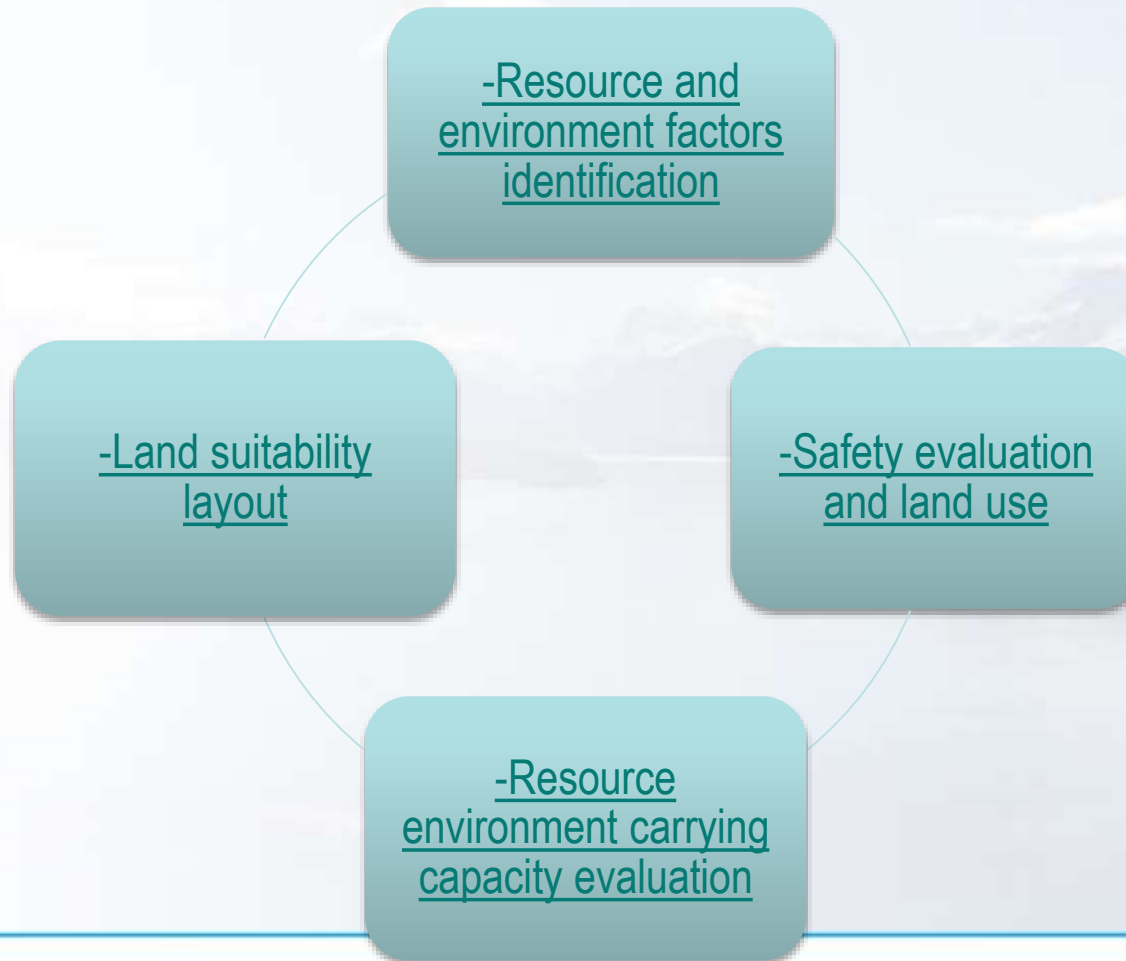 -Resource and
environment factors
identification
-Land suitability
layout
-Safety evaluation
and land use
-Resource
environment carrying
capacity evaluation